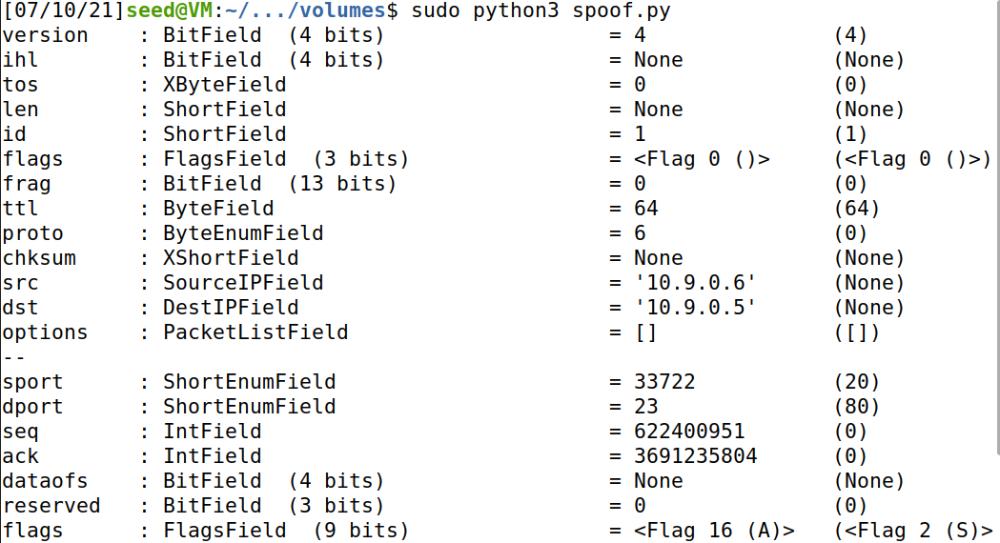 [07/10/21]seed@VM:~/.../volumes$ sudo python3 spoof.py
version    : BitField  (4 bits)                  = 4               (4)
ihl        : BitField  (4 bits)                  = None            (None)
tos        : XByteField                          = 0               (0)
len        : ShortField                          = None            (None)
id         : ShortField                          = 1               (1)
flags      : FlagsField  (3 bits)                = <Flag 0 ()>     (<Flag 0 ()>)
frag       : BitField  (13 bits)                 = 0               (0)
ttl        : ByteField                           = 64              (64)
proto      : ByteEnumField                       = 6               (0)
chksum     : XShortField                         = None            (None)
src        : SourceIPField                       = '10.9.0.6'      (None)
dst        : DestIPField                         = '10.9.0.5'      (None)
options    : PacketListField                     = []              ([])
--
sport      : ShortEnumField                      = 33722           (20)
dport      : ShortEnumField                      = 23              (80)
seq        : IntField                            = 622400951       (0)
ack        : IntField                            = 3691235804      (0)
dataofs    : BitField  (4 bits)                  = None            (None)
reserved   : BitField  (3 bits)                  = 0               (0)
flags      : FlagsField  (9 bits)                = <Flag 16 (A)>   (<Flag 2 (S)>